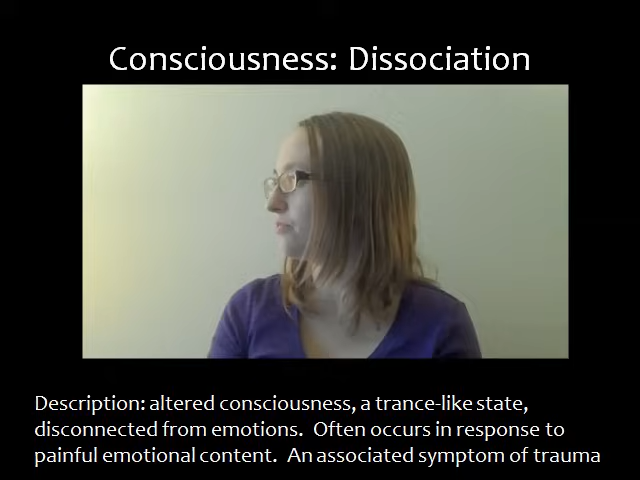 Consciousness: Dissociation
Description: altered consciousness, a trance-like state,
disconnected from emotions.  Often occurs in response to
painful emotional content.  An associated symptom of trauma